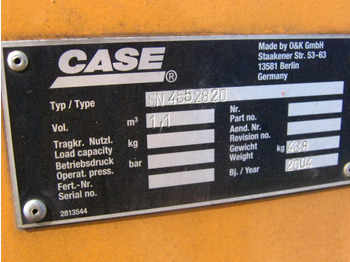 CASE®
Made by O&K GmbH
Staakener Str. 53-63
13581 Berlin
Germany
Typ / Type SN 4552820
Vol. m³ 1,1
Tragkr. Nutzl. kg
Load capacity
Betriebsdruck bar
Operat. press.
Fert.-Nr.
Serial no.
2813544
Nr.
Part no.
Aend. Nr.
Revision no.
Gewicht kg 438
Weight
Bj. / Year 2004